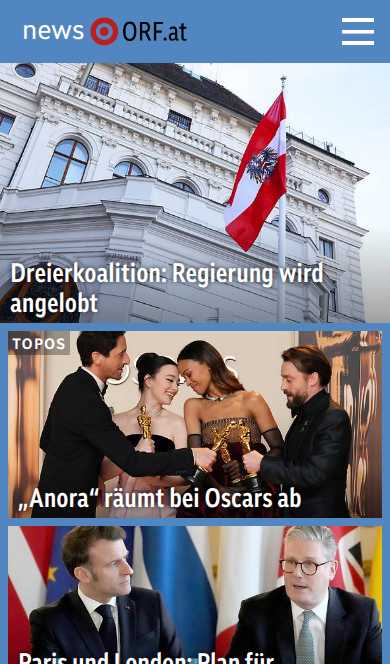 news ORF.at
Dreierkoalition: Regierung wird
angelobt
TOPOS
„Anora“ räumt bei Oscars ab
Paris und London: Plan für